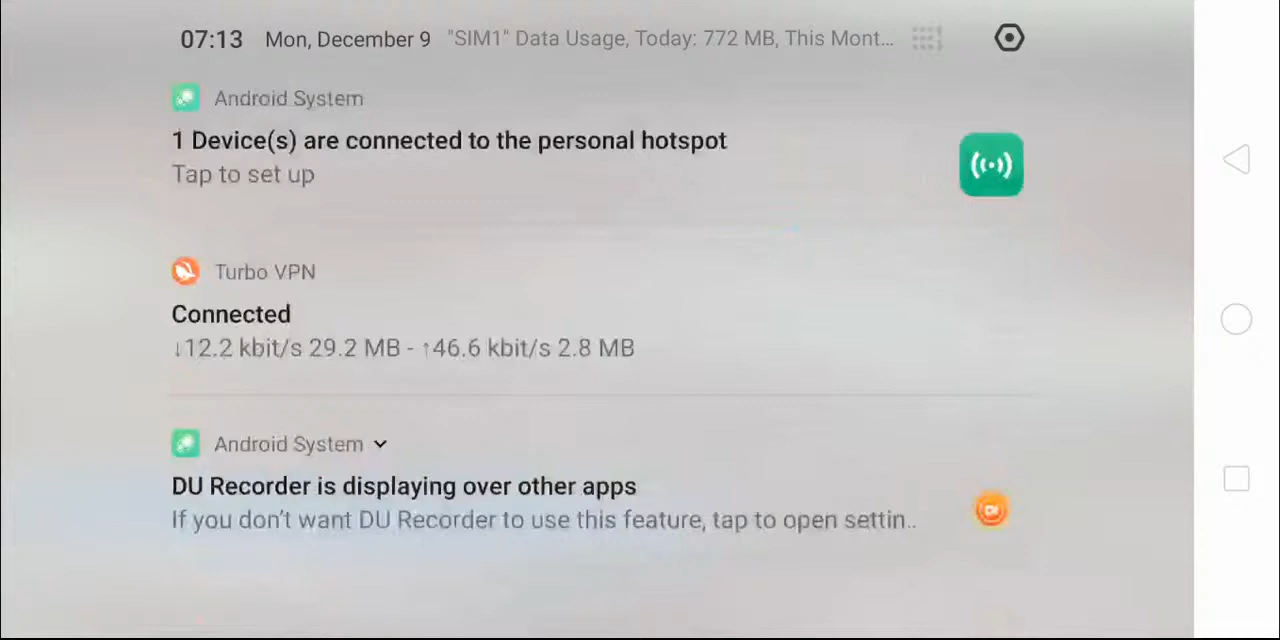 07:13 Mon, December 9 "SIM1" Data Usage, Today: 772 MB, This Mont...
Android System
1 Device(s) are connected to the personal hotspot
Tap to set up
Turbo VPN
Connected
↓12.2 kbit/s 29.2 MB - ↑46.6 kbit/s 2.8 MB
Android System
DU Recorder is displaying over other apps
If you don't want DU Recorder to use this feature, tap to open settin..